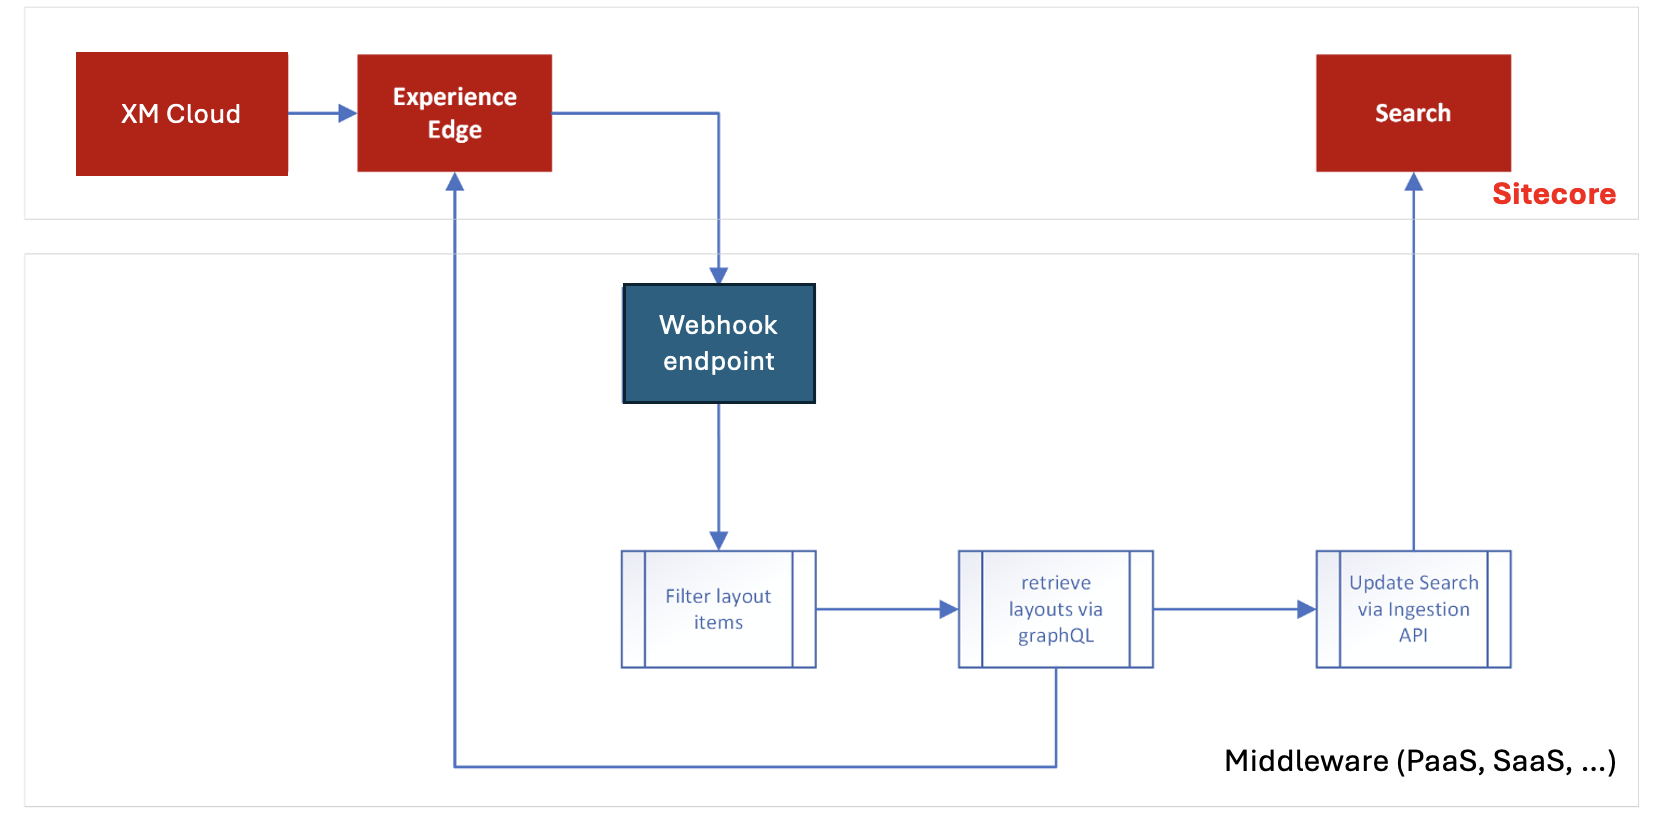 XM Cloud
Experience
Edge
Search
Sitecore
Webhook
endpoint
Filter layout
items
retrieve
layouts via
graphQL
Update Search
via Ingestion
API
Middleware (PaaS, SaaS, ...)